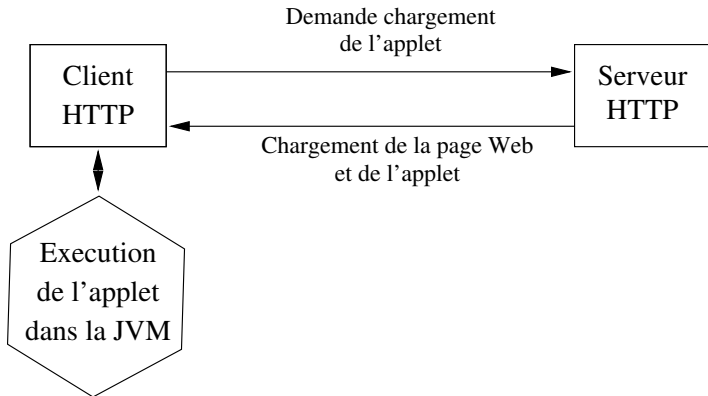 Demande chargement
de l'applet
Client
HTTP
Serveur
HTTP
Chargement de la page Web
et de l'applet
Execution
de l'applet
dans la JVM